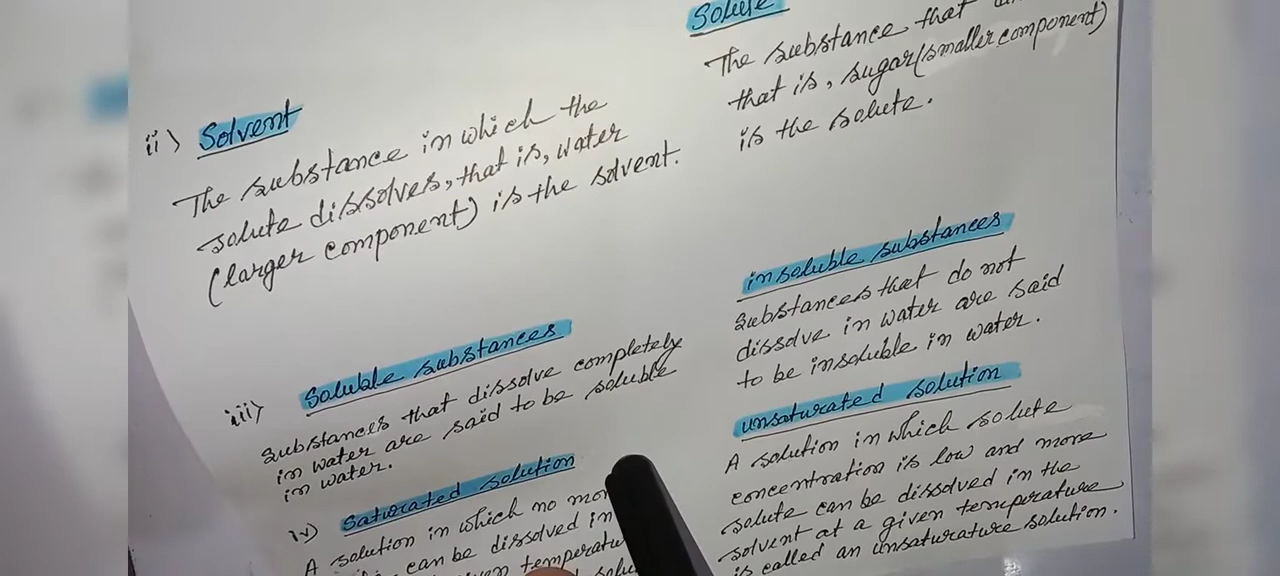 ii) Solvent
The substance in which the
solute dissolves, that is, water
(larger component) is the solvent.
Solute
The substance that
that is, sugar (smaller component)
is the solute.
iii) Soluble substances
substances that dissolve completely
in water are said to be soluble
in water.
insoluble substances
substances that do not
dissolve in water are said
to be insoluble in water.
iv) Saturated solution
A solution in which no
can be dissolved in
unsaturated solution
A solution in which solute
concentration is low and more
solute can be dissolved in the
solvent at a given temperature
is called an unsaturature solution.